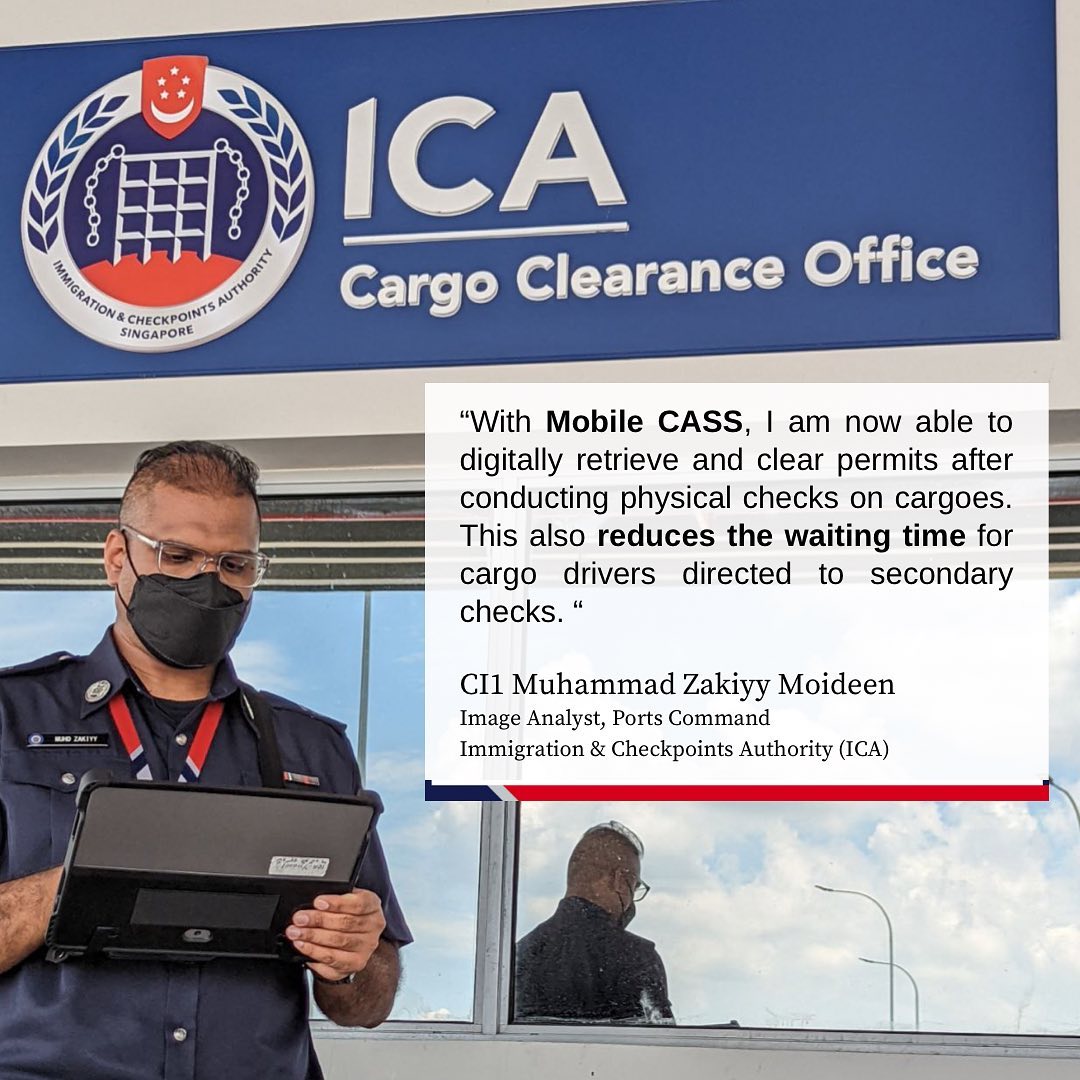 ICA
Cargo Clearance Office
IMMIGRATION & CHECKPOINTS AUTHORITY
SINGAPORE
“With Mobile CASS, I am now able to
digitally retrieve and clear permits after
conducting physical checks on cargoes.
This also reduces the waiting time for
cargo drivers directed to secondary
checks. “
CI1 Muhammad Zakiyy Moideen
Image Analyst, Ports Command
Immigration & Checkpoints Authority (ICA)
MUHD ZAKIYY